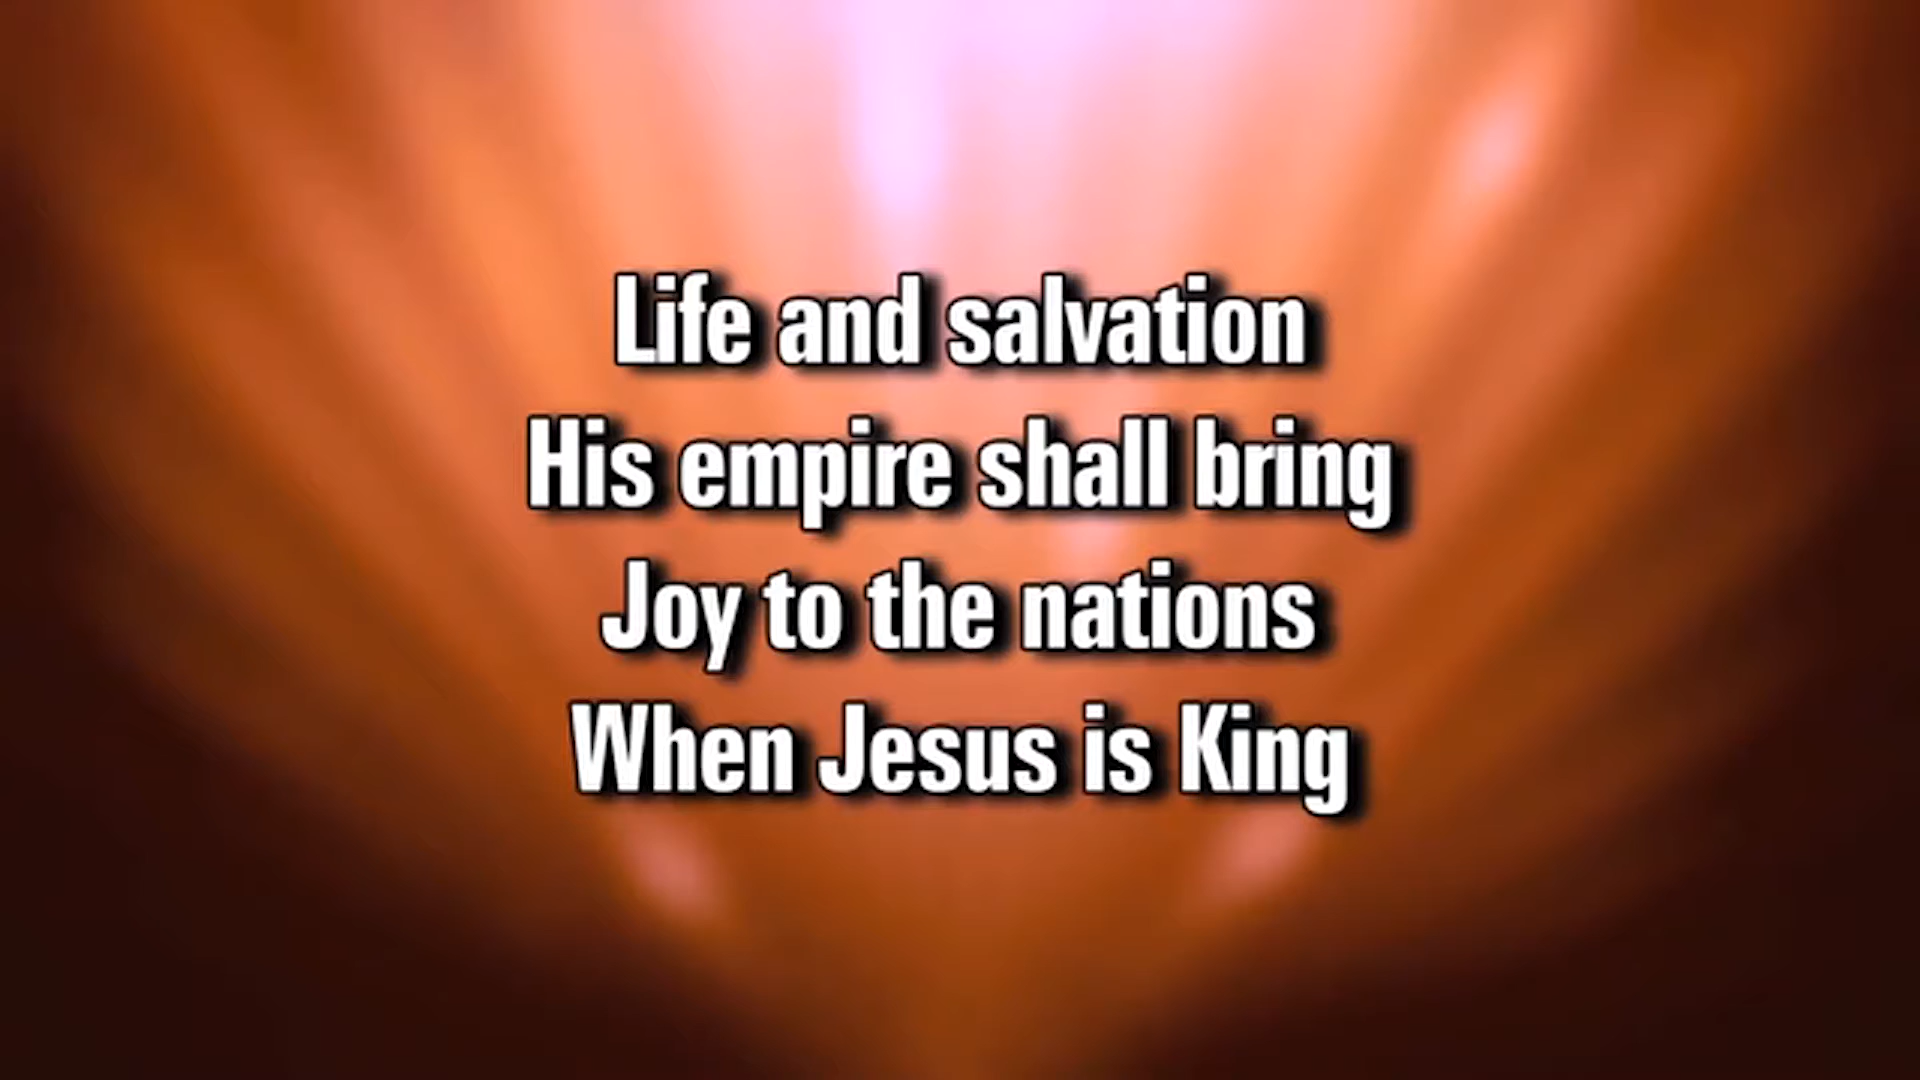 Life and salvation
His empire shall bring
Joy to the nations
When Jesus is King